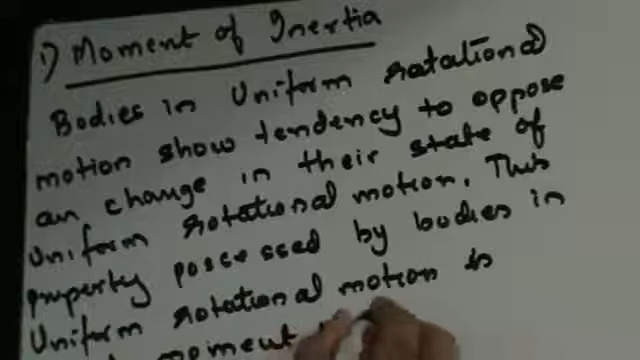 1) Moment of Inertia
Bodies in Uniform rotational
motion show tendency to oppose
an change in their state of
Uniform rotational motion. This
property possessed by bodies in
Uniform rotational motion is
moment